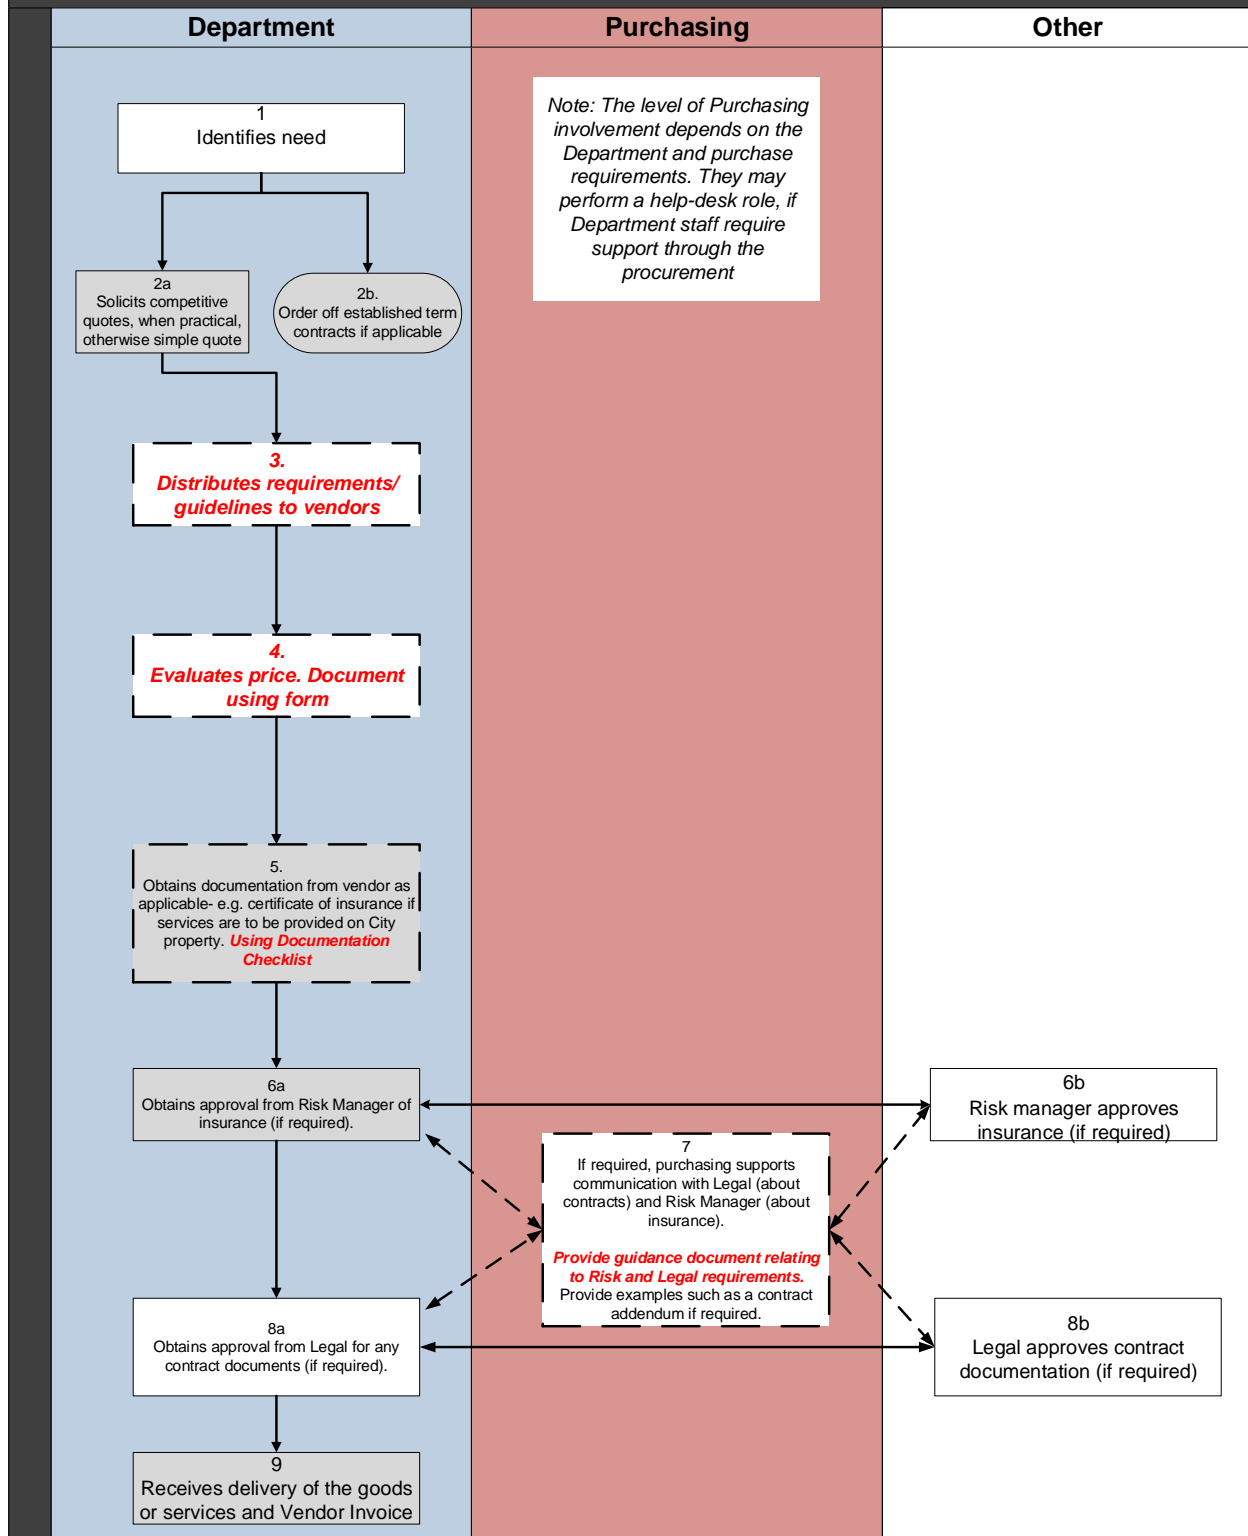 Department
Purchasing
Other
1
Identifies need
Note: The level of Purchasing
involvement depends on the
Department and purchase
requirements. They may
perform a help-desk role, if
Department staff require
support through the
procurement
2a
Solicits competitive
quotes, when practical,
otherwise simple quote
2b.
Order off established term
contracts if applicable
3.
Distributes requirements/
guidelines to vendors
4.
Evaluates price. Document
using form
5.
Obtains documentation from vendor as
applicable- e.g. certificate of insurance if
services are to be provided on City
property. Using Documentation
Checklist
6a
Obtains approval from Risk Manager of
insurance (if required).
6b
Risk manager approves
insurance (if required)
7
If required, purchasing supports
communication with Legal (about
contracts) and Risk Manager (about
insurance).
Provide guidance document relating
to Risk and Legal requirements.
Provide examples such as a contract
addendum if required.
8a
Obtains approval from Legal for any
contract documents (if required).
8b
Legal approves contract
documentation (if required)
9
Receives delivery of the goods
or services and Vendor Invoice